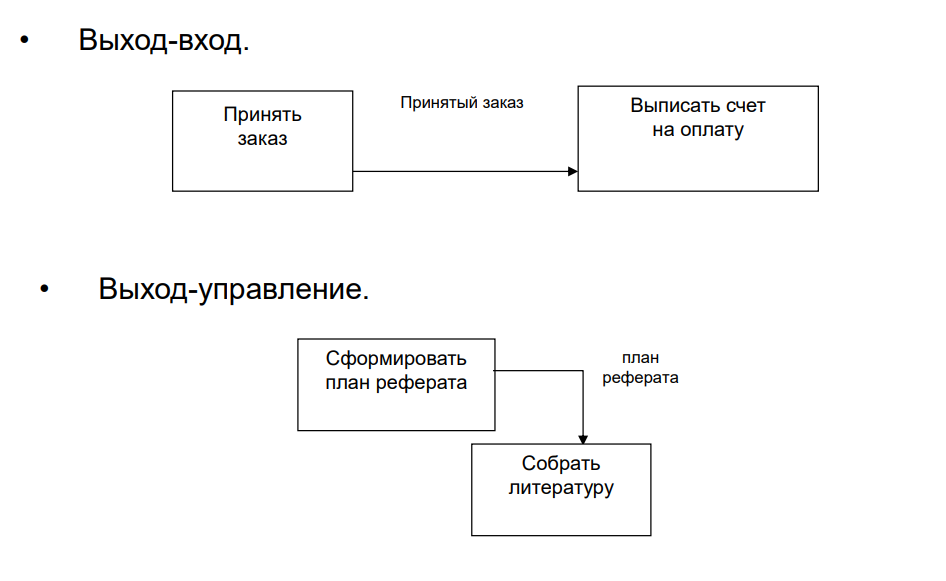 • Выход-вход.
Принять
заказ
Принятый заказ
Выписать счет
на оплату
• Выход-управление.
Сформировать
план реферата
план
реферата
Собрать
литературу